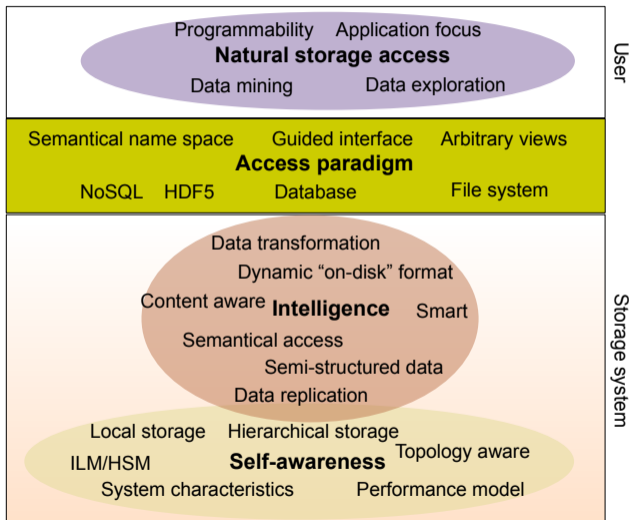 Programmability Application focus
Natural storage access
Data mining Data exploration
User
Semantical name space Guided interface Arbitrary views
Access paradigm
NoSQL HDF5 Database File system
Data transformation
Dynamic “on-disk” format
Content aware Intelligence Smart
Semantical access
Semi-structured data
Data replication
Storage system
Local storage Hierarchical storage
Topology aware
ILM/HSM Self-awareness
System characteristics Performance model